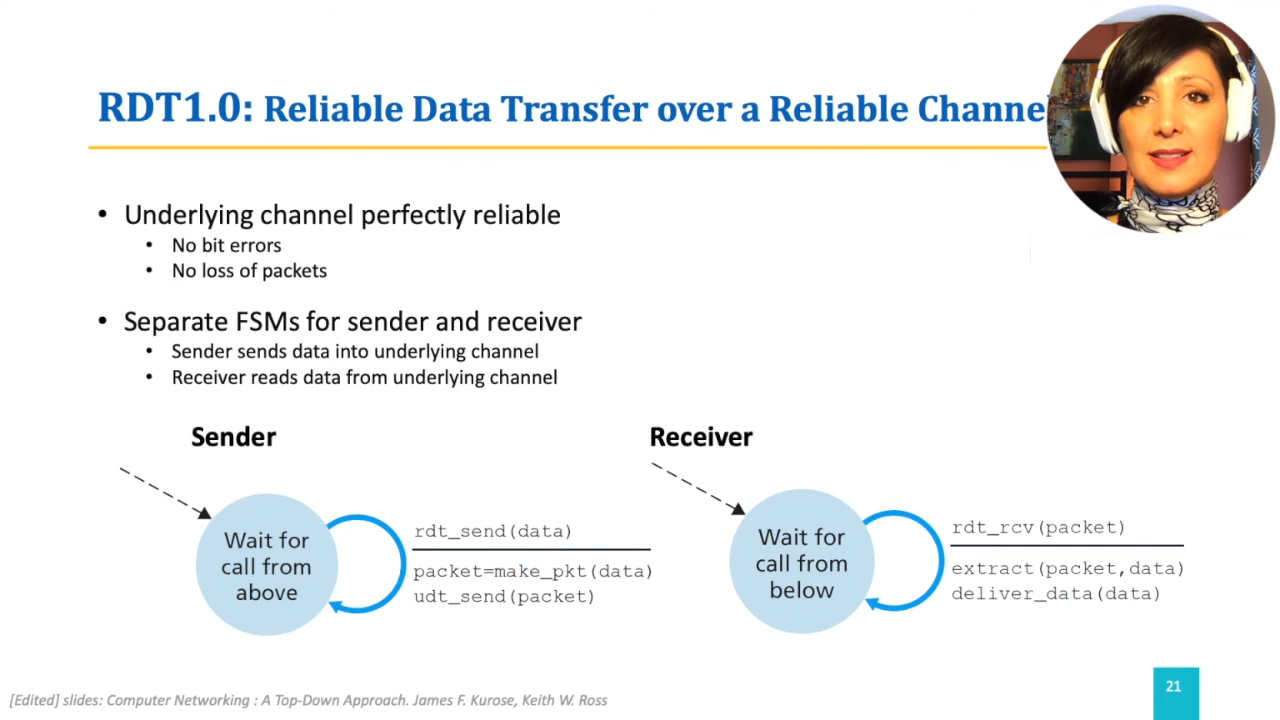 RDT1.0: Reliable Data Transfer over a Reliable Channe
• Underlying channel perfectly reliable
• No bit errors
• No loss of packets
• Separate FSMs for sender and receiver
• Sender sends data into underlying channel
• Receiver reads data from underlying channel
Sender
Wait for
call from
above
rdt_send(data)
packet=make_pkt(data)
udt_send(packet)
Receiver
Wait for
call from
below
rdt_rcv(packet)
extract(packet,data)
deliver_data(data)
[Edited] slides: Computer Networking : A Top-Down Approach. James F. Kurose, Keith W. Ross
21